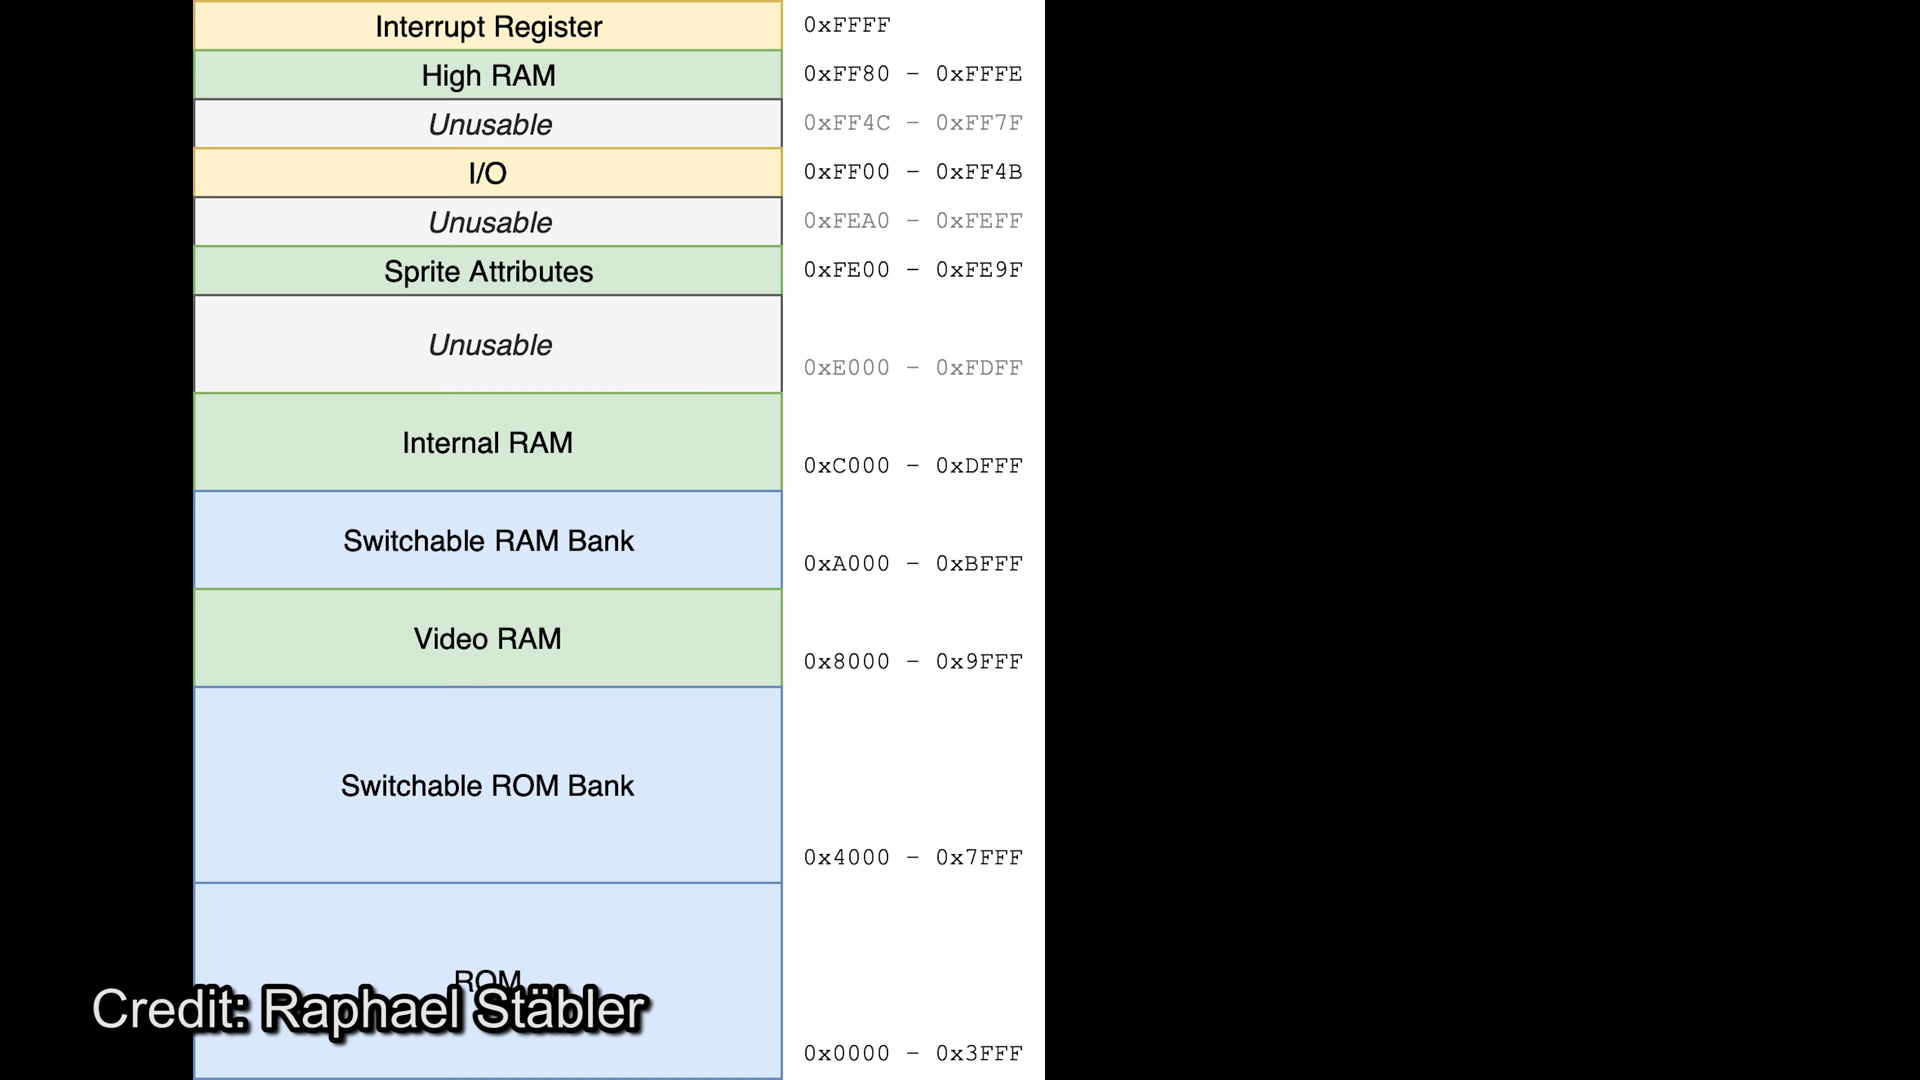 Interrupt Register 0xFFFF
High RAM 0xFF80 - 0xFFFE
Unusable 0xFF4C - 0xFF7F
I/O 0xFF00 - 0xFF4B
Unusable 0xFEA0 - 0xFEFF
Sprite Attributes 0xFE00 - 0xFE9F
Unusable 0xE000 - 0xFDFF
Internal RAM 0xC000 - 0xDFFF
Switchable RAM Bank 0xA000 - 0xBFFF
Video RAM 0x8000 - 0x9FFF
Switchable ROM Bank 0x4000 - 0x7FFF
ROM 0x0000 - 0x3FFF
Credit: Raphael Stäbler